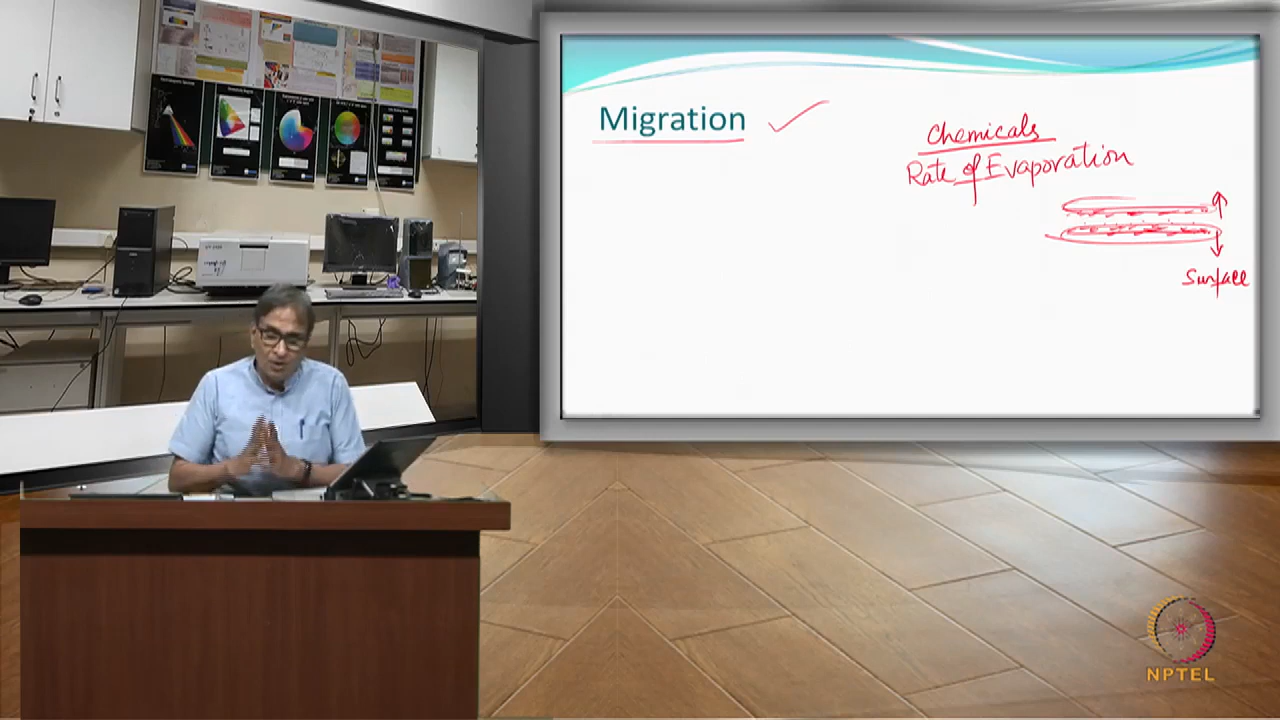 Migration
Chemicals
Rate of Evaporation
Surface
NPTEL